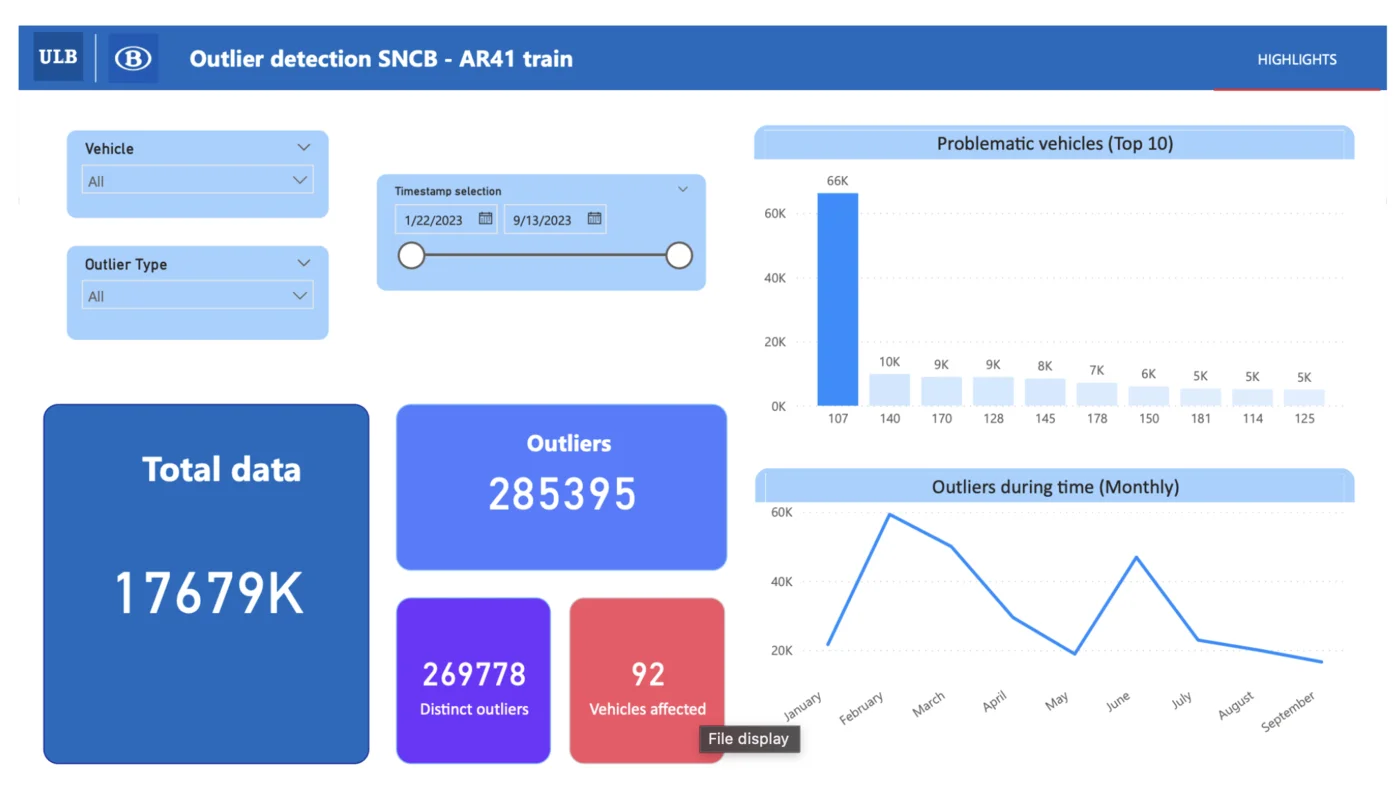 ULB
B
Outlier detection SNCB - AR41 train
HIGHLIGHTS
Vehicle
All
Outlier Type
All
Timestamp selection
1/22/2023 9/13/2023
Total data
17679K
Outliers
285395
269778
Distinct outliers
92
Vehicles affected
File display
Problematic vehicles (Top 10)
66K
60K
40K
20K
0K
10K 9K 9K 8K 7K 6K 5K 5K 5K
107 140 170 128 145 178 150 181 114 125
Outliers during time (Monthly)
60K
40K
20K
January February March April May June July August September